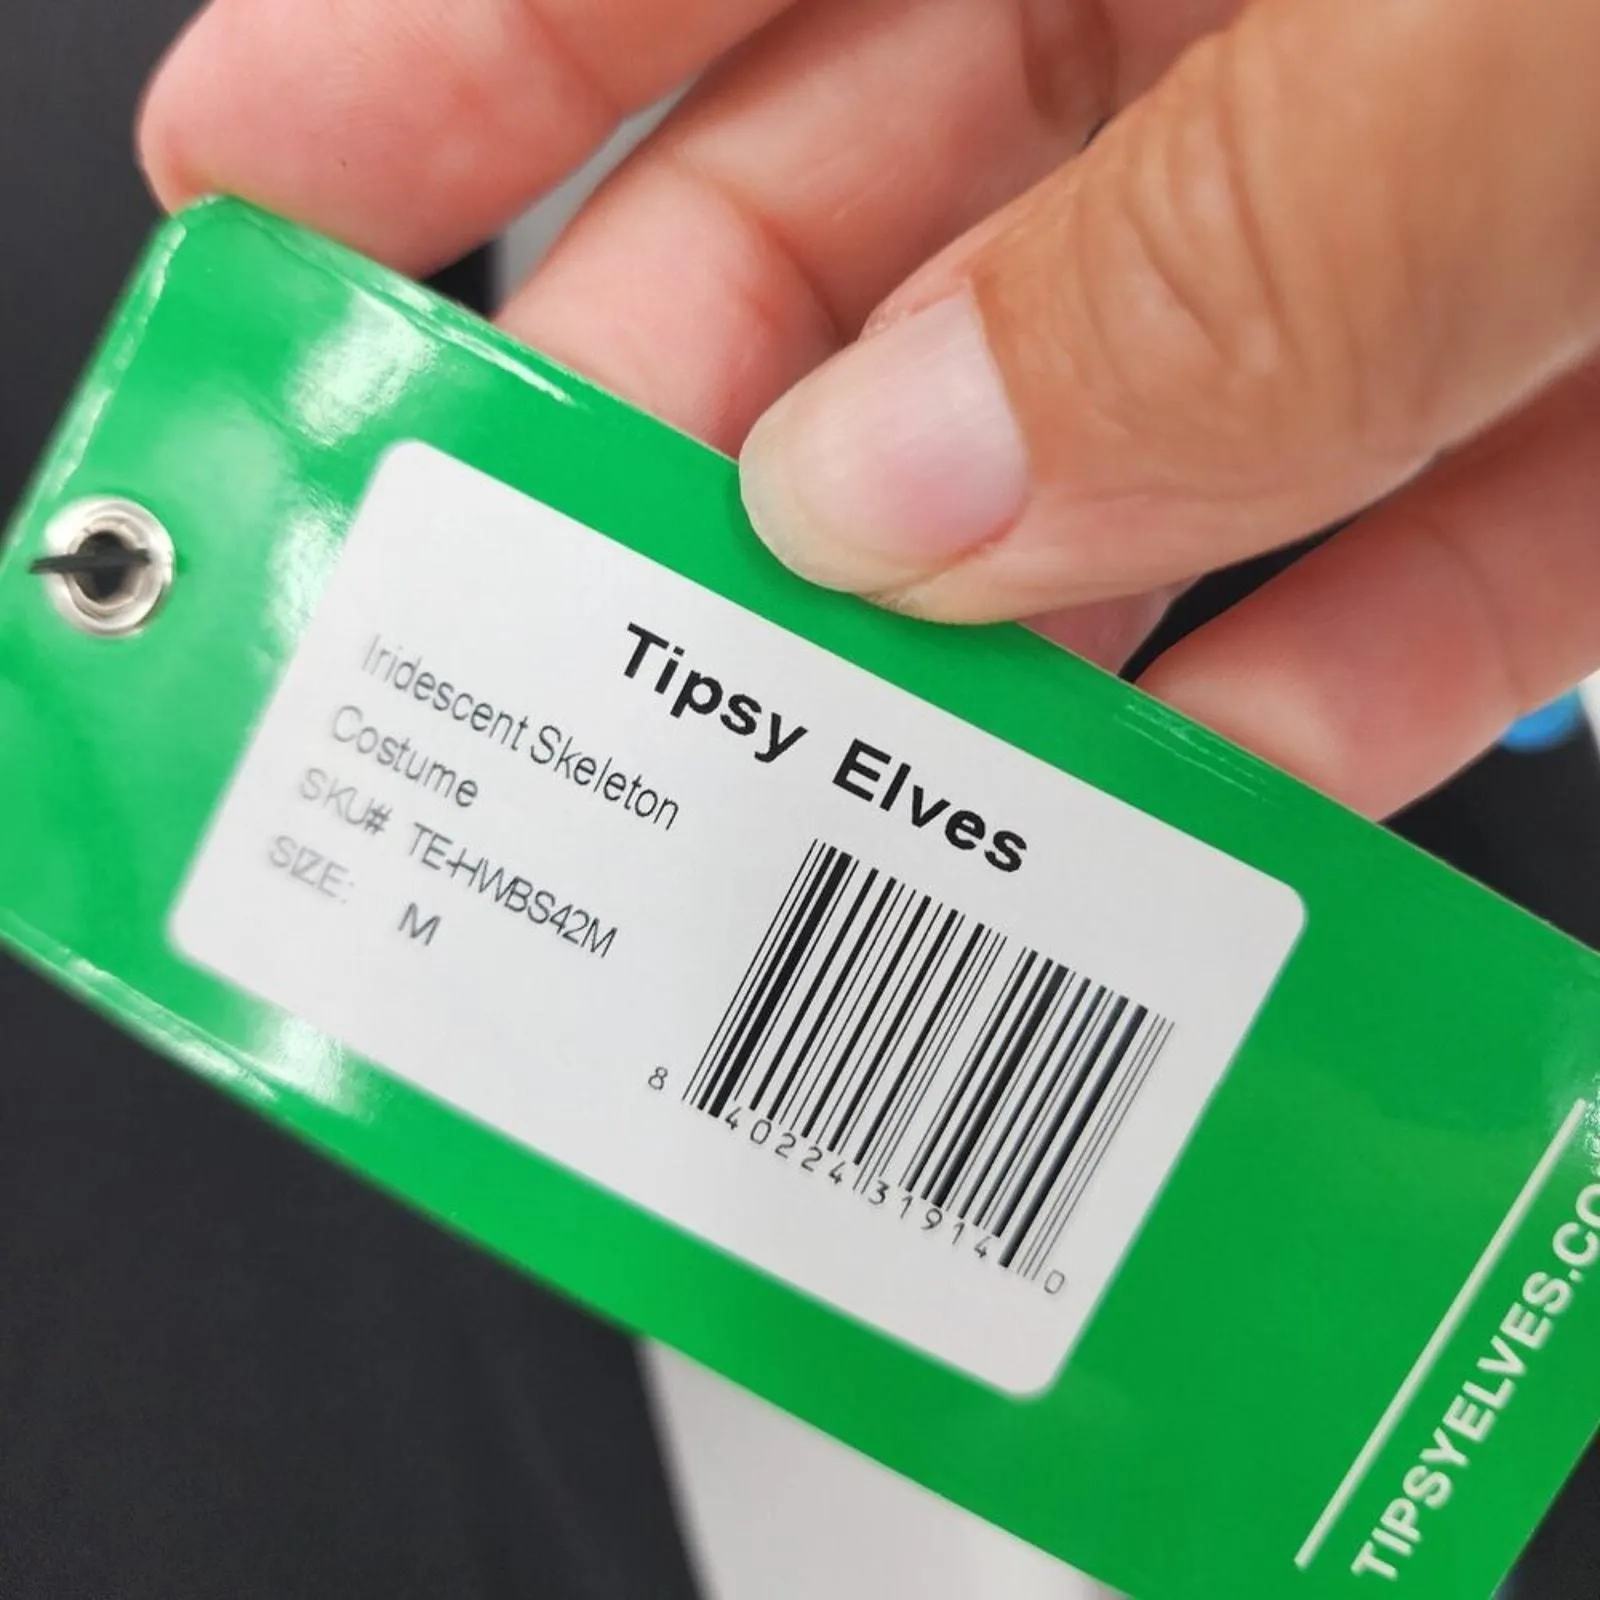 Tipsy Elves
Iridescent Skeleton
Costume
SKU# TE-HWBS42M
SIZE: M
8 40224 31914 0
TIPSYELVES.CO